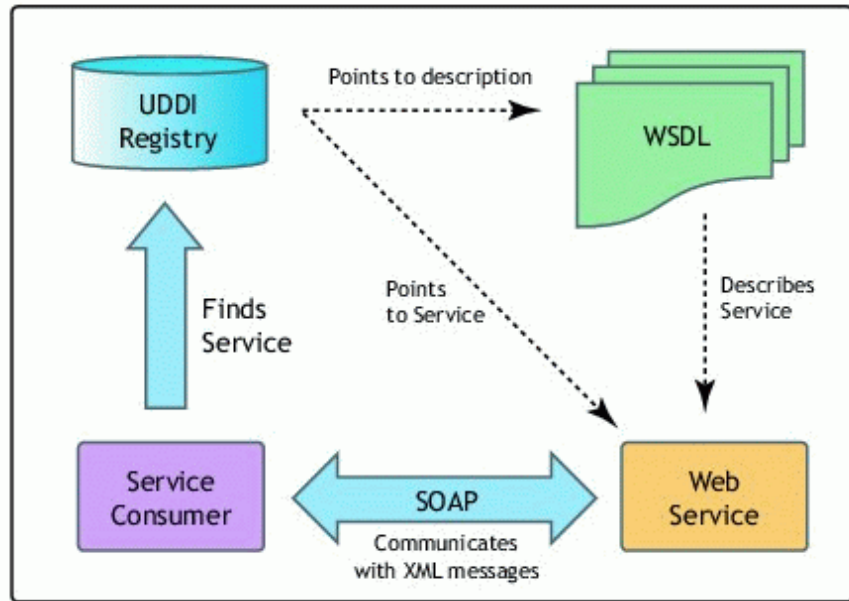 UDDI
Registry
Points to description
WSDL
Finds
Service
Points
to Service
Describes
Service
Service
Consumer
SOAP
Communicates
with XML messages
Web
Service